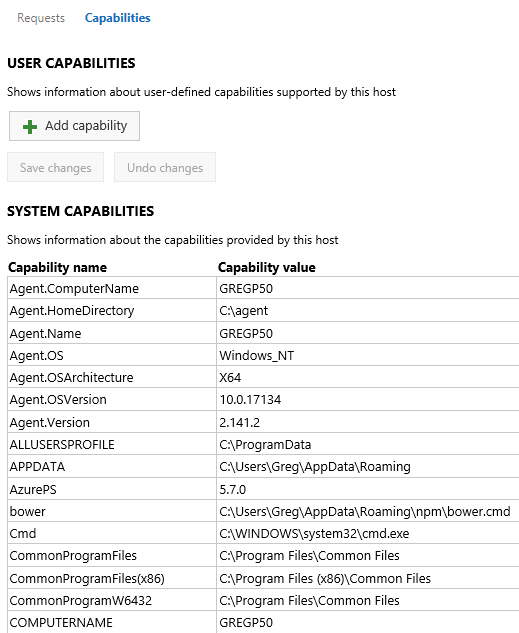 Requests Capabilities
USER CAPABILITIES
Shows information about user-defined capabilities supported by this host
Add capability
Save changes Undo changes
SYSTEM CAPABILITIES
Shows information about the capabilities provided by this host
Capability name Capability value
Agent.ComputerName GREGP50
Agent.HomeDirectory C:\agent
Agent.Name GREGP50
Agent.OS Windows_NT
Agent.OSArchitecture X64
Agent.OSVersion 10.0.17134
Agent.Version 2.141.2
ALLUSERSPROFILE C:\ProgramData
APPDATA C:\Users\Greg\AppData\Roaming
AzurePS 5.7.0
bower C:\Users\Greg\AppData\Roaming\npm\bower.cmd
Cmd C:\WINDOWS\system32\cmd.exe
CommonProgramFiles C:\Program Files\Common Files
CommonProgramFiles(x86) C:\Program Files (x86)\Common Files
CommonProgramW6432 C:\Program Files\Common Files
COMPUTERNAME GREGP50